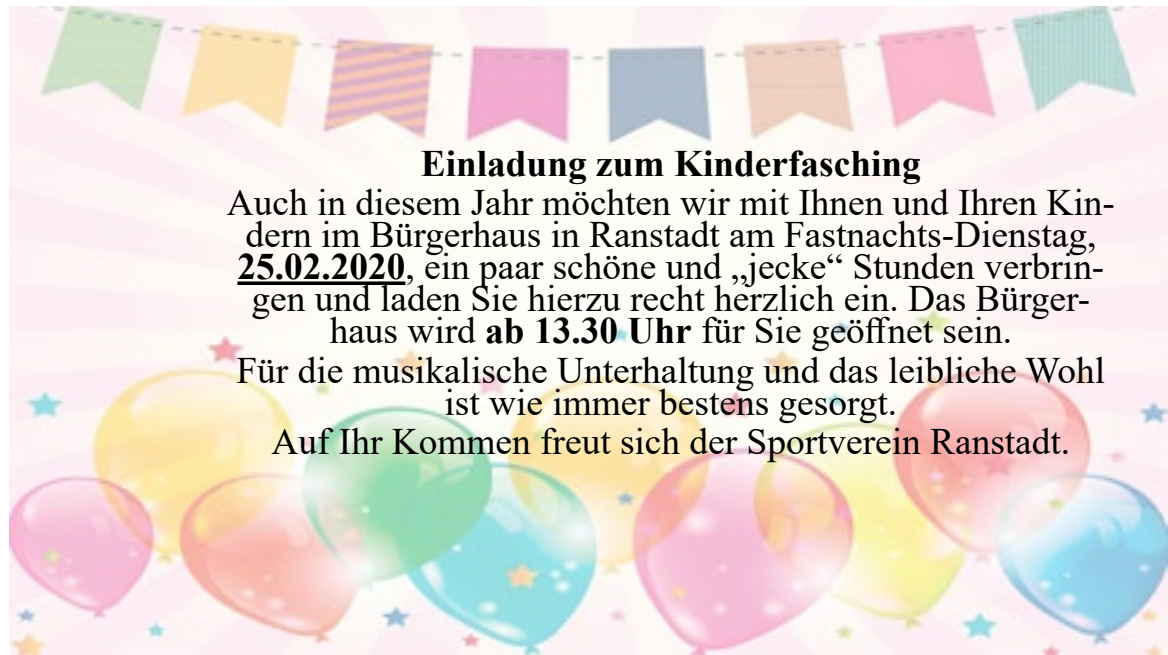 Einladung zum Kinderfasching
Auch in diesem Jahr möchten wir mit Ihnen und Ihren Kin-
dern im Bürgerhaus in Ranstadt am Fastnachts-Dienstag,
25.02.2020, ein paar schöne und „jecke“ Stunden verbrin-
gen und laden Sie hierzu recht herzlich ein. Das Bürger-
haus wird ab 13.30 Uhr für Sie geöffnet sein.
Für die musikalische Unterhaltung und das leibliche Wohl
ist wie immer bestens gesorgt.
Auf Ihr Kommen freut sich der Sportverein Ranstadt.